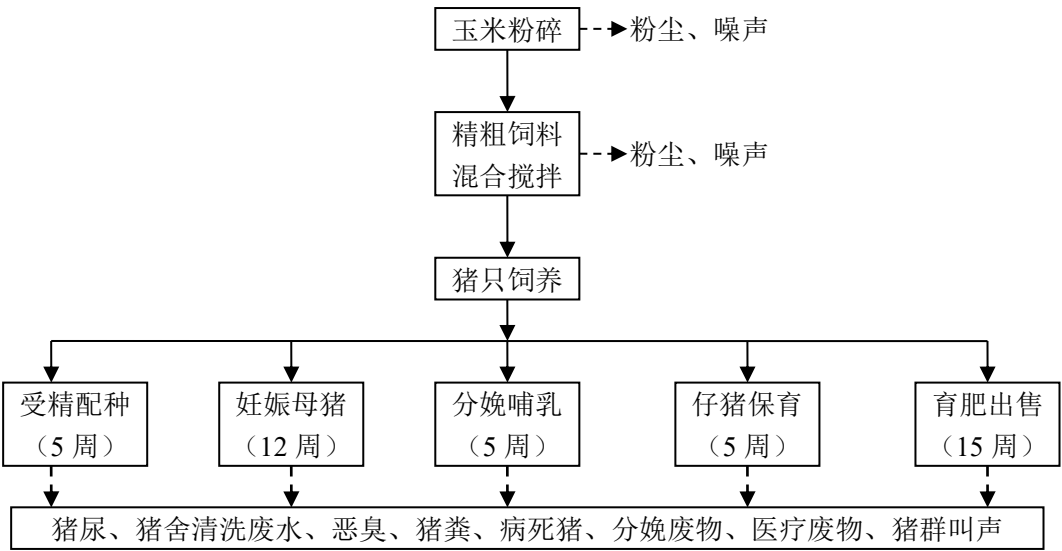 玉米粉碎
粉尘、噪声
精粗饲料
混合搅拌
粉尘、噪声
猪只饲养
受精配种
（5 周）
妊娠母猪
（12 周）
分娩哺乳
（5 周）
仔猪保育
（5 周）
育肥出售
（15 周）
猪尿、猪舍清洗废水、恶臭、猪粪、病死猪、分娩废物、医疗废物、猪群叫声